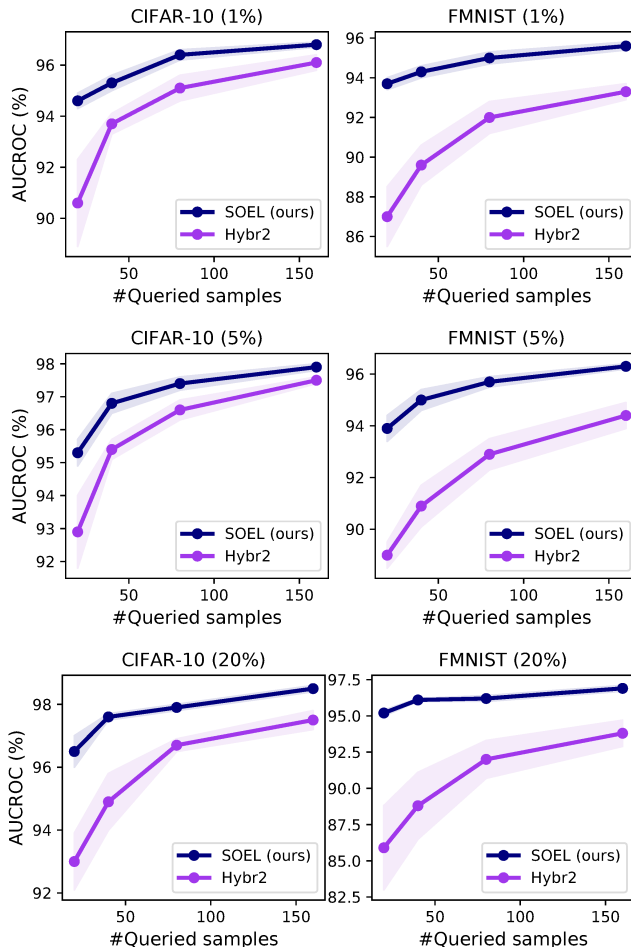 CIFAR-10 (1%)
FMNIST (1%)
AUCROC (%)
96
94
92
90
96
94
92
90
88
86
SOEL (ours)
Hybr2
SOEL (ours)
Hybr2
50
100
150
50
100
150
#Queried samples
#Queried samples
CIFAR-10 (5%)
FMNIST (5%)
AUCROC (%)
98
97
96
95
94
93
92
96
94
92
90
SOEL (ours)
Hybr2
SOEL (ours)
Hybr2
50
100
150
50
100
150
#Queried samples
#Queried samples
CIFAR-10 (20%)
FMNIST (20%)
AUCROC (%)
98
96
94
92
97.5
95.0
92.5
90.0
87.5
85.0
82.5
SOEL (ours)
Hybr2
SOEL (ours)
Hybr2
50
100
150
50
100
150
#Queried samples
#Queried samples